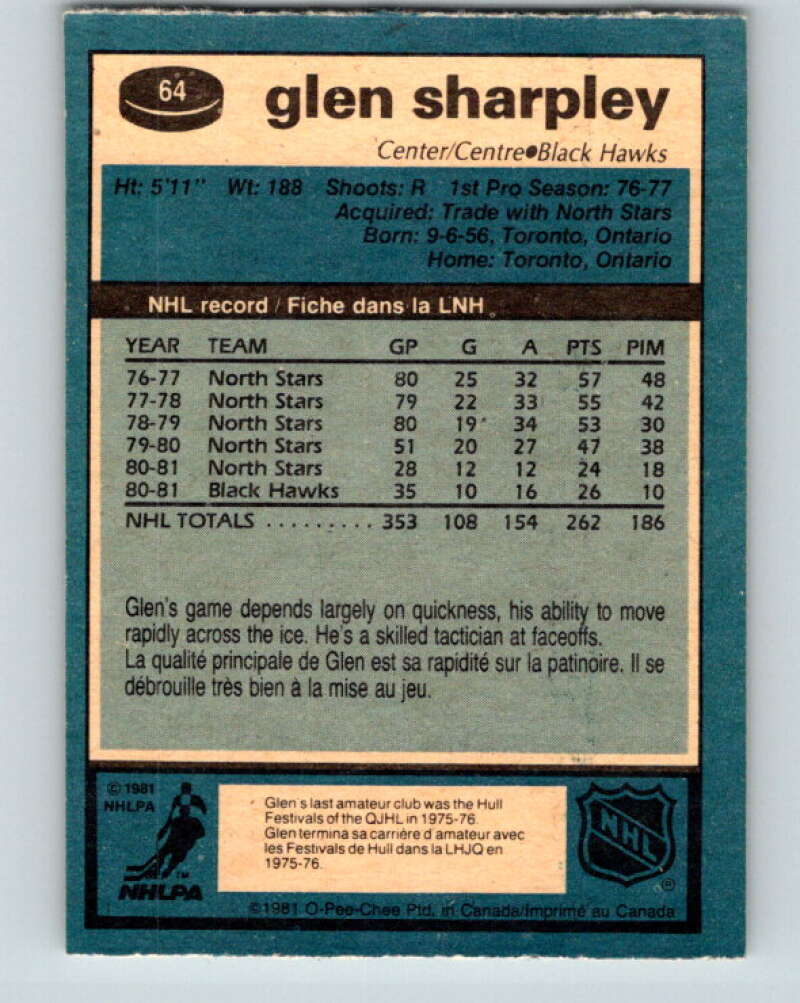 64
glen sharpley
Center/Centre●Black Hawks
Ht: 5'11" Wt: 188 Shoots: R 1st Pro Season: 76-77
Acquired: Trade with North Stars
Born: 9-6-56, Toronto, Ontario
Home: Toronto, Ontario
NHL record / Fiche dans la LNH
YEAR TEAM GP G A PTS PIM
76-77 North Stars 80 25 32 57 48
77-78 North Stars 79 22 33 55 42
78-79 North Stars 80 19 34 53 30
79-80 North Stars 51 20 27 47 38
80-81 North Stars 28 12 12 24 18
80-81 Black Hawks 35 10 16 26 10
NHL TOTALS ......... 353 108 154 262 186
Glen's game depends largely on quickness, his ability to move
rapidly across the ice. He's a skilled tactician at faceoffs.
La qualité principale de Glen est sa rapidité sur la patinoire. Il se
débrouille très bien à la mise au jeu.
© 1981
NHLPA
TM
NHLPA
Glen's last amateur club was the Hull
Festivals of the QJHL in 1975-76.
Glen termina sa carrière d'amateur avec
les Festivals de Hull dans la LHJQ en
1975-76.
NHL
®
©1981 O-Pee-Chee Ptd. in Canada/Imprimé au Canada